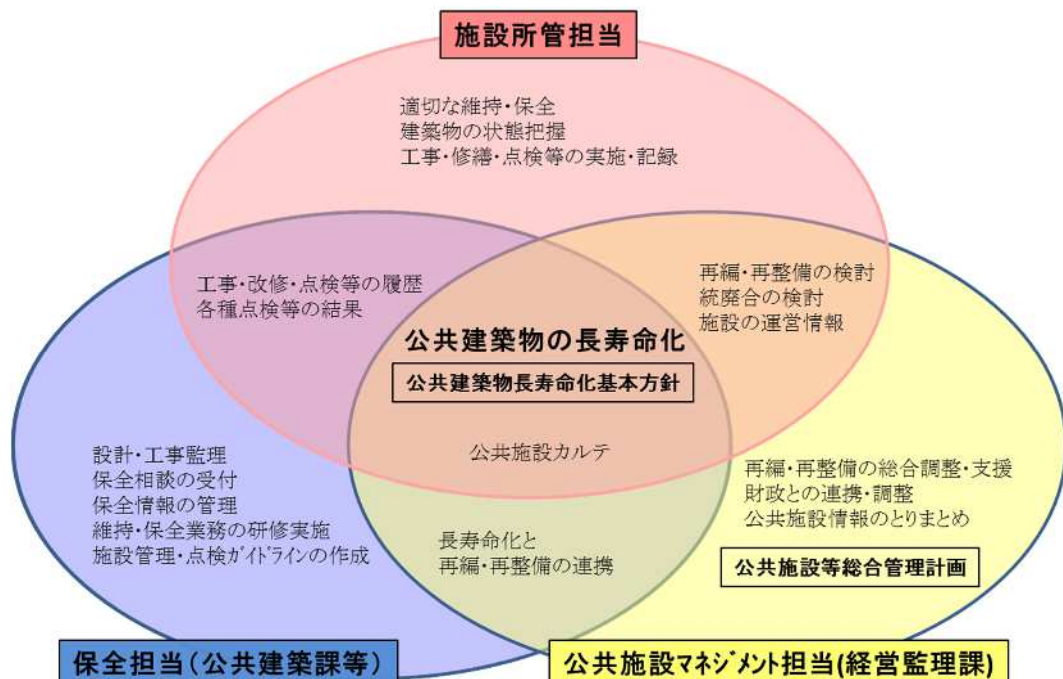 施設所管担当
適切な維持・保全
建築物の状態把握
工事・修繕・点検等の実施・記録
工事・改修・点検等の履歴
各種点検等の結果
再編・再整備の検討
統廃合の検討
施設の運営情報
公共建築物の長寿命化
公共建築物長寿命化基本方針
公共施設カルテ
設計・工事監理
保全相談の受付
保全情報の管理
維持・保全業務の研修実施
施設管理・点検ガイドラインの作成
長寿命化と
再編・再整備の連携
再編・再整備の総合調整・支援
財政との連携・調整
公共施設情報のとりまとめ
公共施設等総合管理計画
保全担当(公共建築課等)
公共施設マネジメント担当(経営監理課)